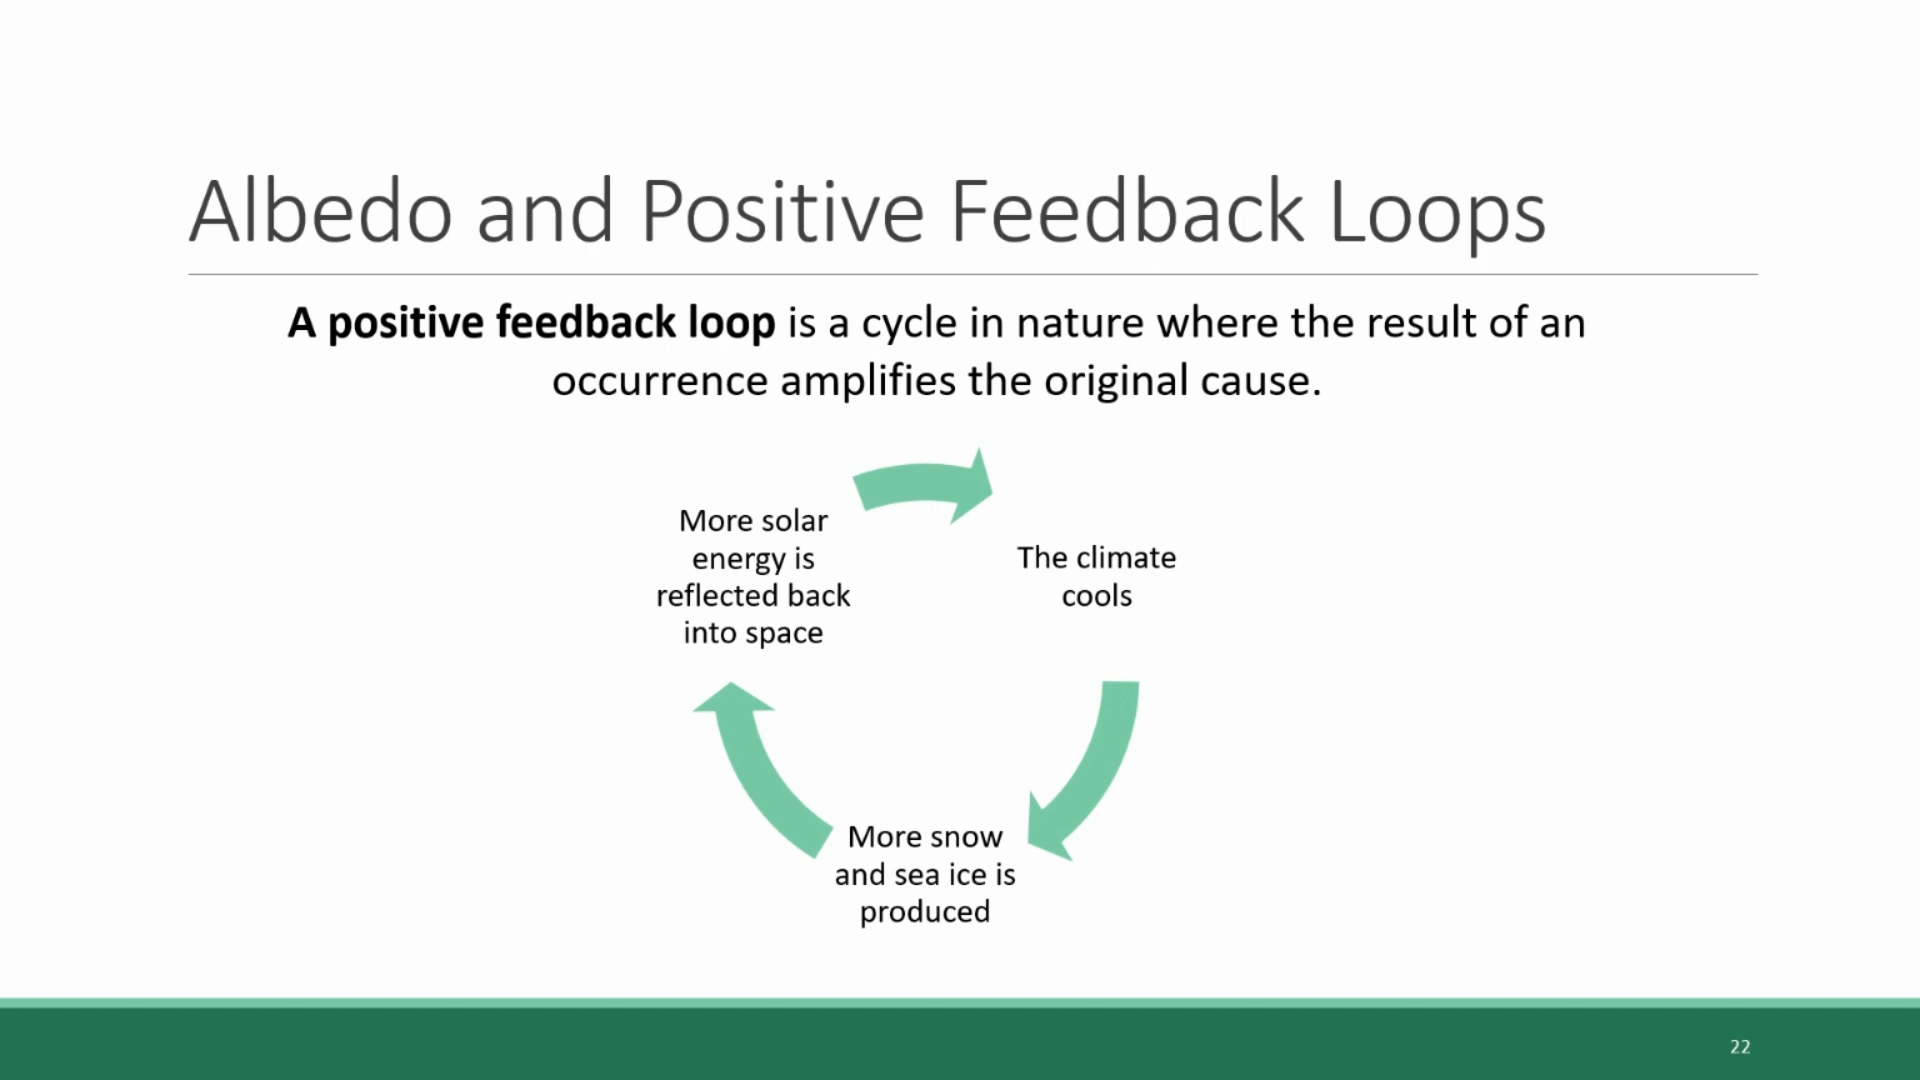 Albedo and Positive Feedback Loops
A positive feedback loop is a cycle in nature where the result of an
occurrence amplifies the original cause.
More solar
energy is
reflected back
into space
The climate
cools
More snow
and sea ice is
produced
22